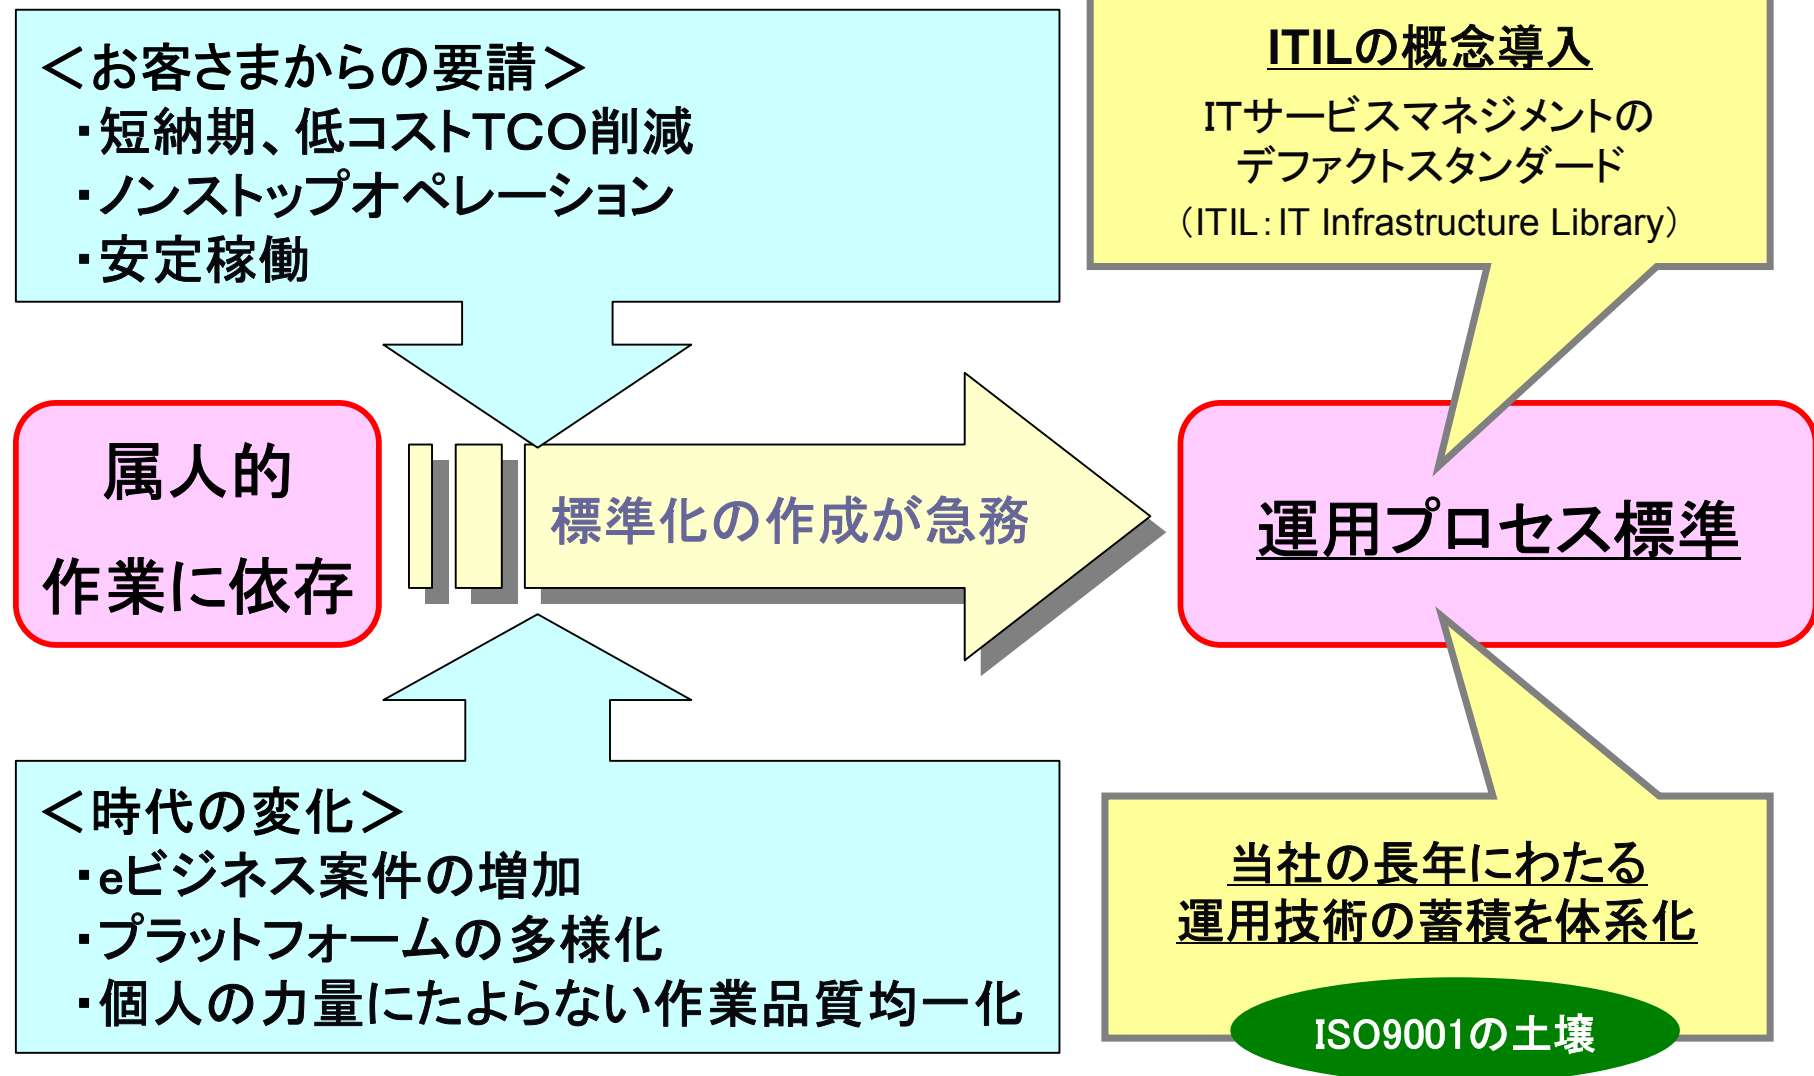 ＜お客さまからの要請＞
・短納期、低コストTCO削減
・ノンストップオペレーション
・安定稼働
ITILの概念導入
ITサービスマネジメントの
デファクトスタンダード
（ITIL：IT Infrastructure Library）
属人的
作業に依存
標準化の作成が急務
運用プロセス標準
＜時代の変化＞
・eビジネス案件の増加
・プラットフォームの多様化
・個人の力量にたよらない作業品質均一化
当社の長年にわたる
運用技術の蓄積を体系化
ISO9001の土壌